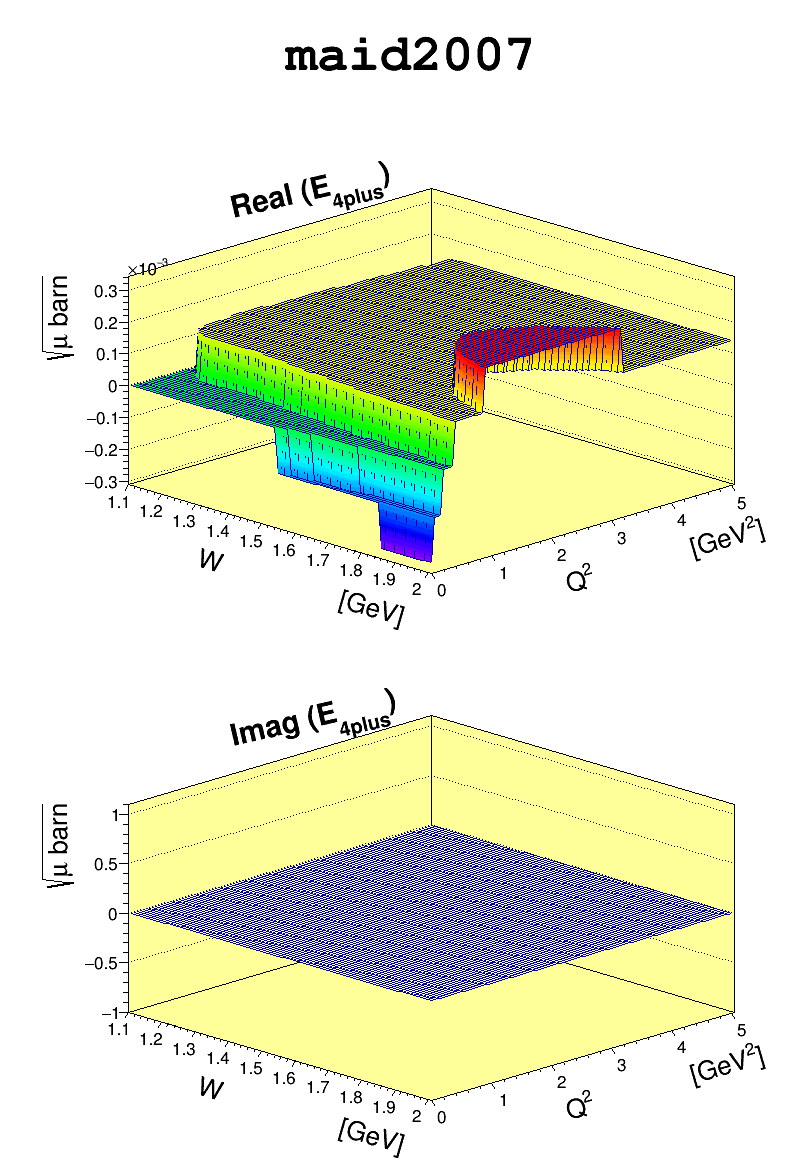 maid2007
Real (E4plus)
×10⁻³
√μ barn
0.3
0.2
0.1
0
−0.1
−0.2
−0.3
1.1 1.2 1.3 1.4 1.5 1.6 1.7 1.8 1.9 2
W
[GeV]
0 1 2 3 4 5
Q²
[GeV²]
Imag (E4plus)
√μ barn
1
0.5
0
−0.5
−1
1.1 1.2 1.3 1.4 1.5 1.6 1.7 1.8 1.9 2
W
[GeV]
0 1 2 3 4 5
Q²
[GeV²]